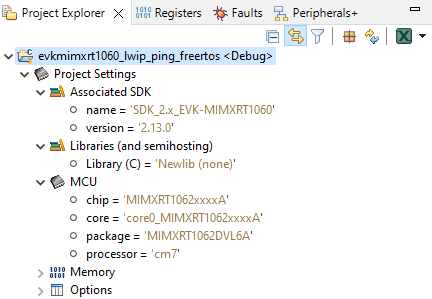 Project Explorer Registers Faults Peripherals+
evkmimxrt1060_lwip_ping_freertos <Debug>
Project Settings
Associated SDK
name = 'SDK_2.x_EVK-MIMXRT1060'
version = '2.13.0'
Libraries (and semihosting)
Library (C) = 'Newlib (none)'
MCU
chip = 'MIMXRT1062xxxxA'
core = 'core0_MIMXRT1062xxxxA'
package = 'MIMXRT1062DVL6A'
processor = 'cm7'
Memory
Options